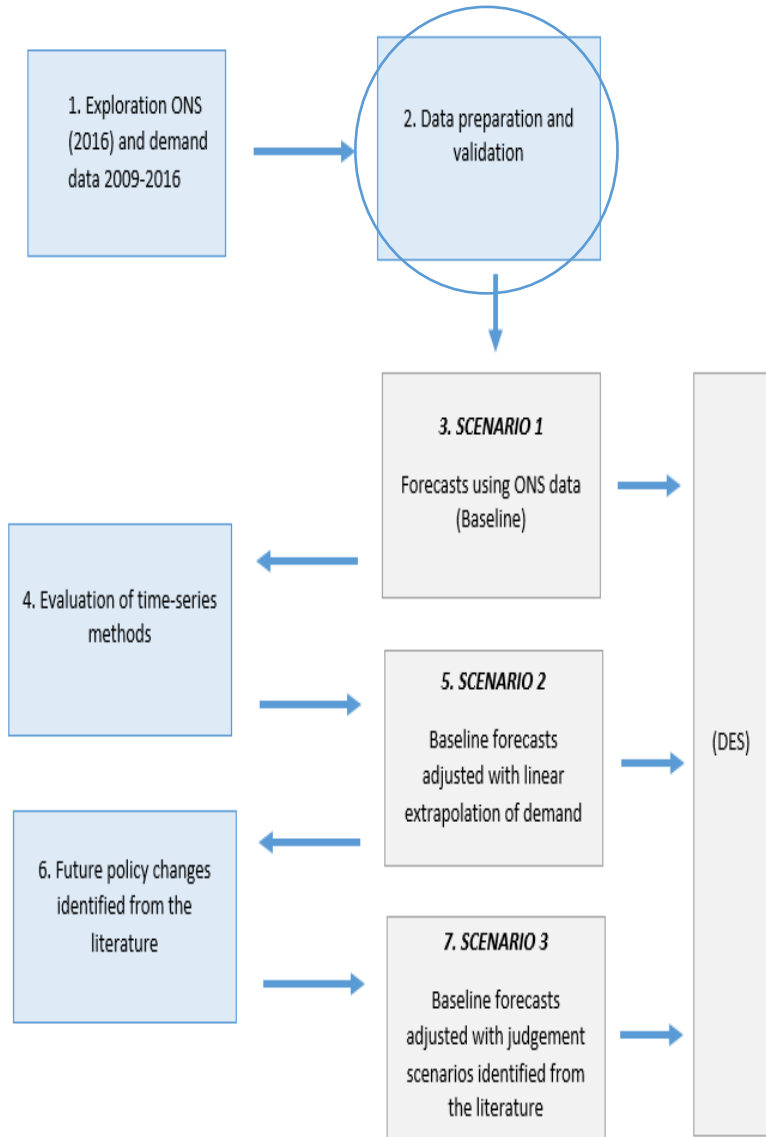 1. Exploration ONS
(2016) and demand
data 2009-2016
2. Data preparation and
validation
3. SCENARIO 1
Forecasts using ONS data
(Baseline)
4. Evaluation of time-series
methods
5. SCENARIO 2
Baseline forecasts
adjusted with linear
extrapolation of demand
(DES)
6. Future policy changes
identified from the
literature
7. SCENARIO 3
Baseline forecasts
adjusted with judgement
scenarios identified from
the literature